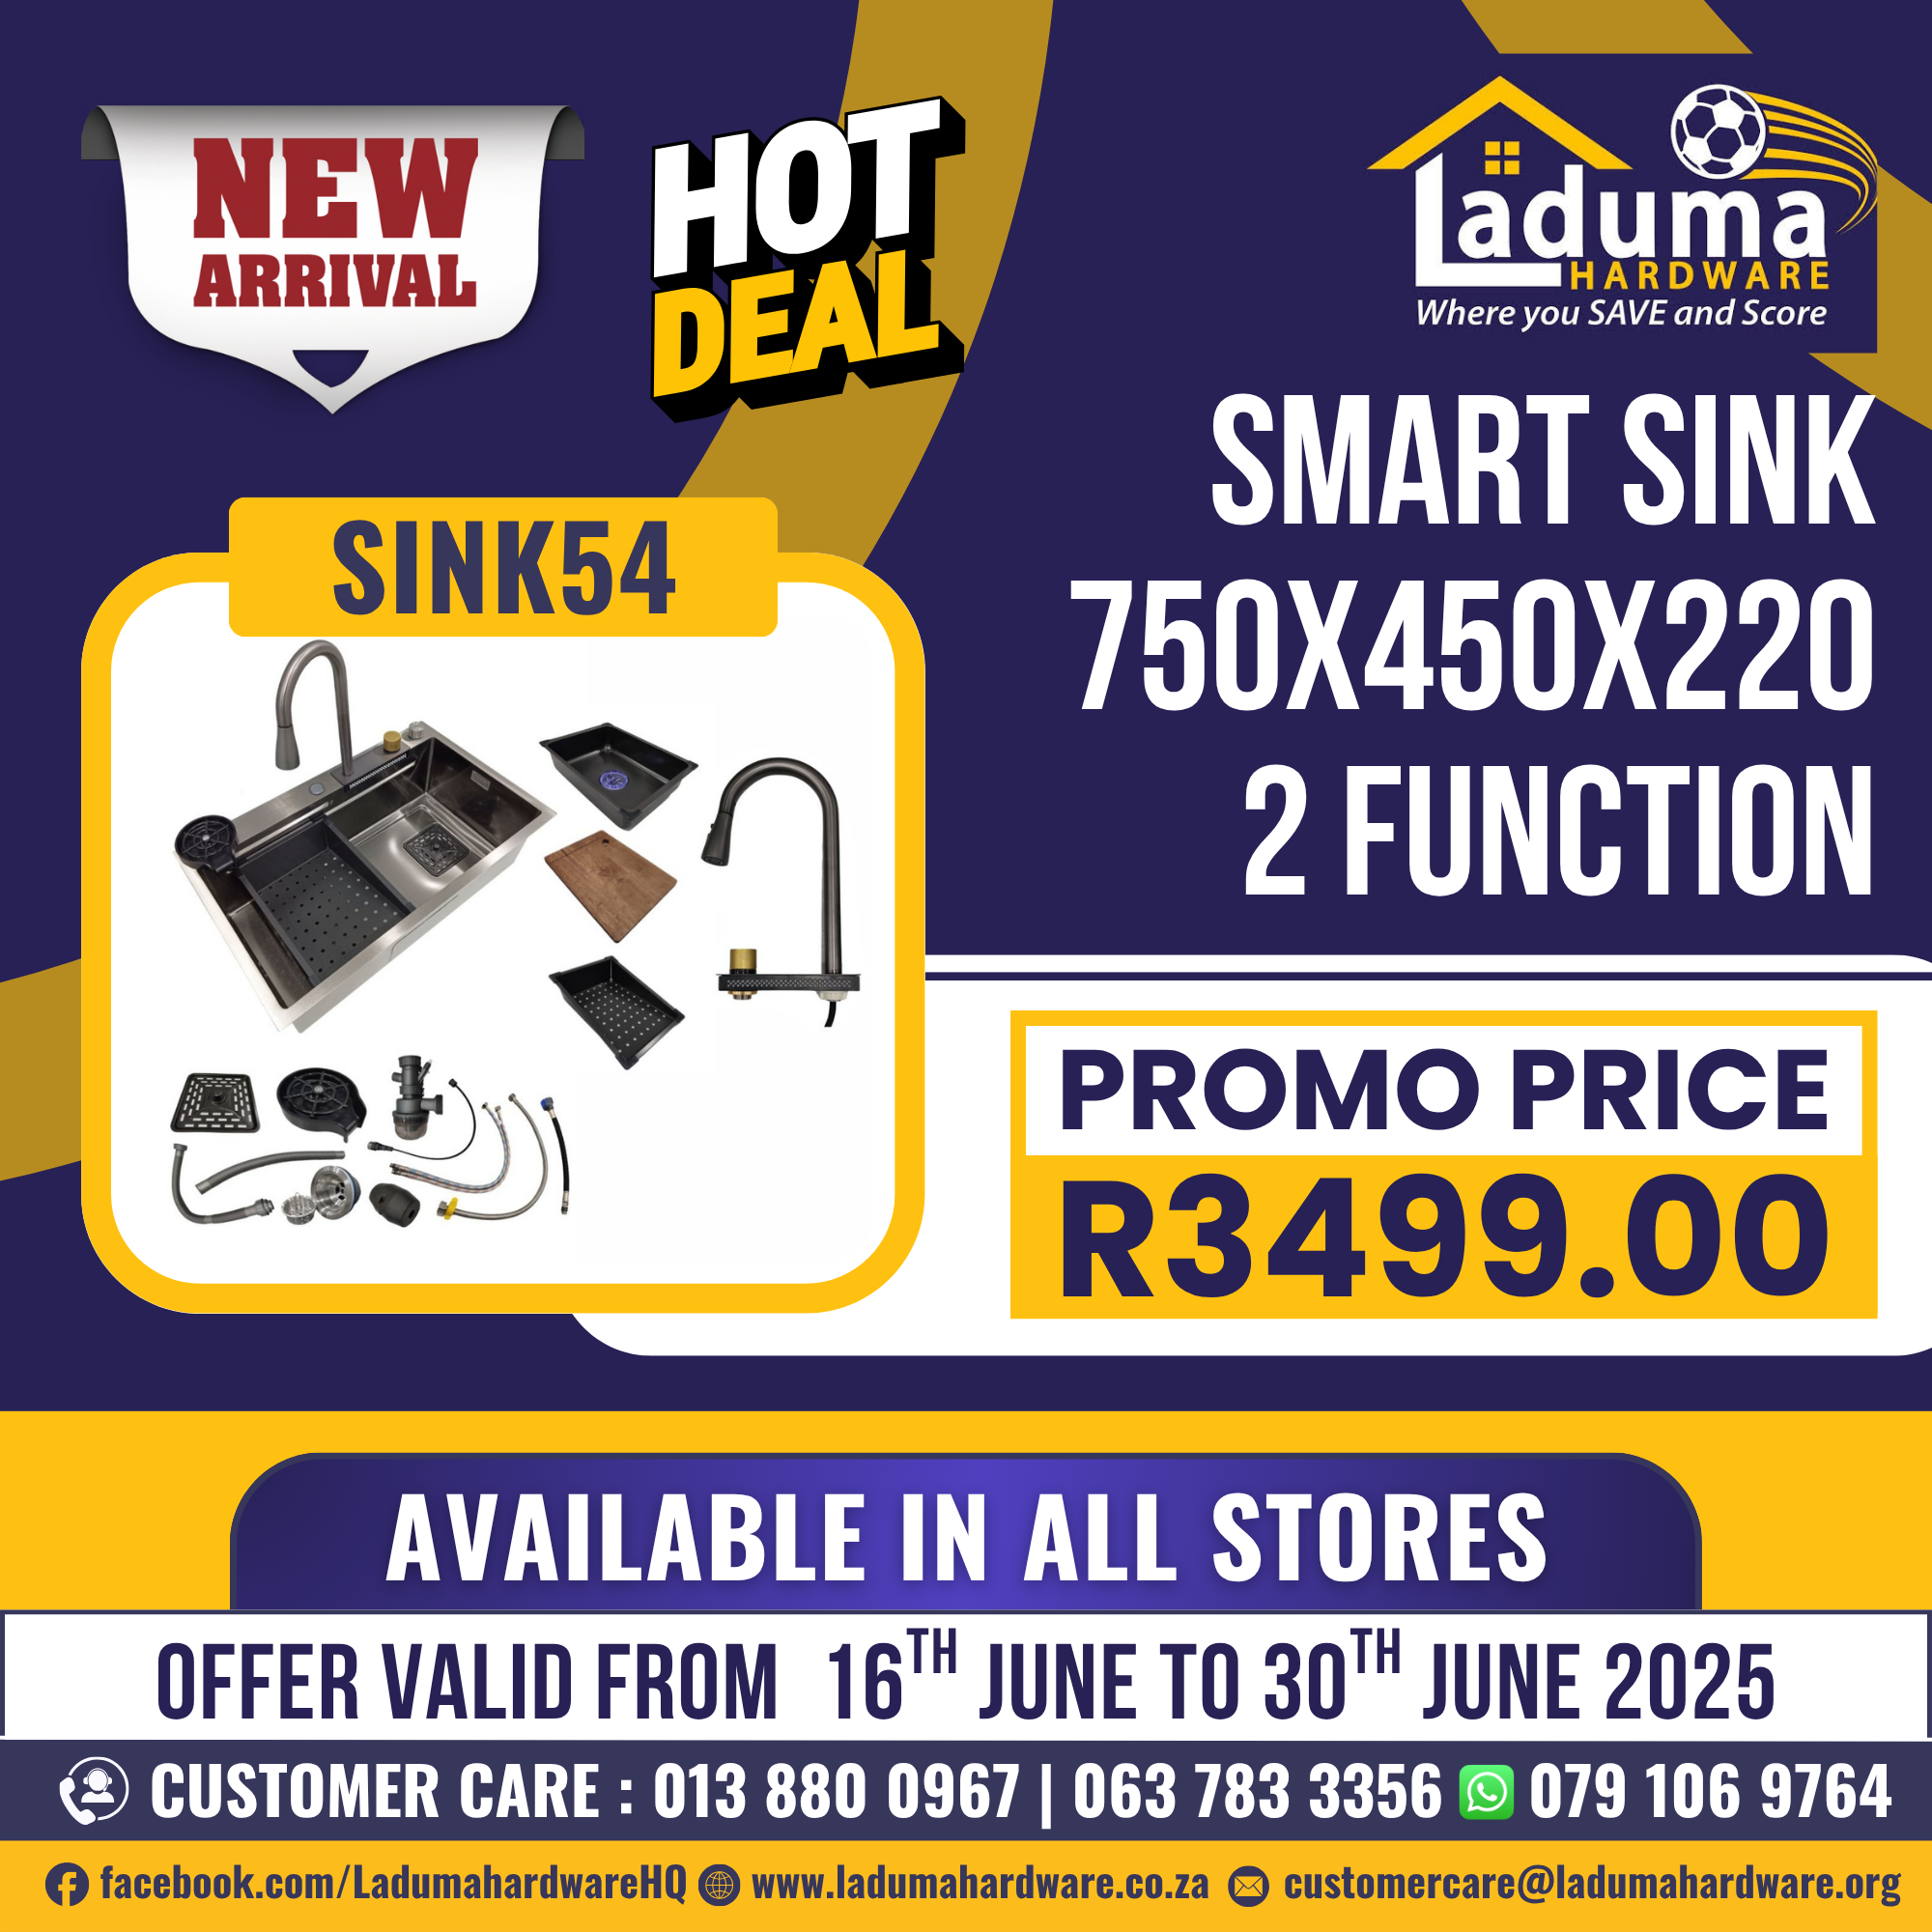 NEW
ARRIVAL
HOT
DEAL
Laduma
HARDWARE
Where you SAVE and Score
SMART SINK
750X450X220
2 FUNCTION
SINK54
PROMO PRICE
R3499.00
AVAILABLE IN ALL STORES
OFFER VALID FROM 16TH JUNE TO 30TH JUNE 2025
CUSTOMER CARE : 013 880 0967 | 063 783 3356 079 106 9764
facebook.com/LadumahardwareHQ www.ladumahardware.co.za customercare@ladumahardware.org